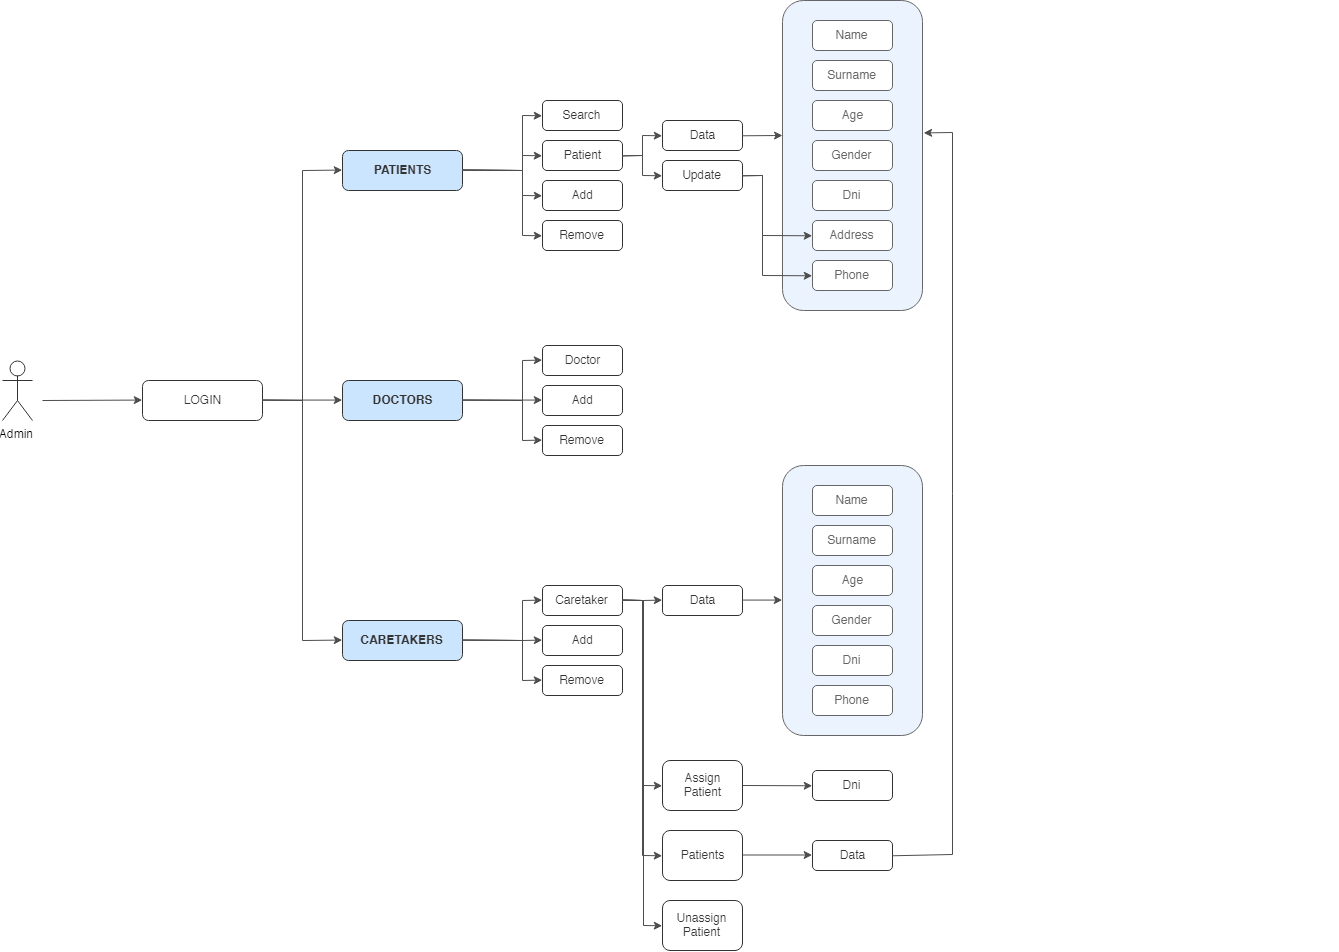 Name
Surname
Age
Gender
Dni
Address
Phone
Search
Patient
Add
Remove
Data
Update
PATIENTS
Admin
LOGIN
DOCTORS
Doctor
Add
Remove
CARETAKERS
Caretaker
Add
Remove
Data
Name
Surname
Age
Gender
Dni
Phone
Assign
Patient
Dni
Patients
Data
Unassign
Patient